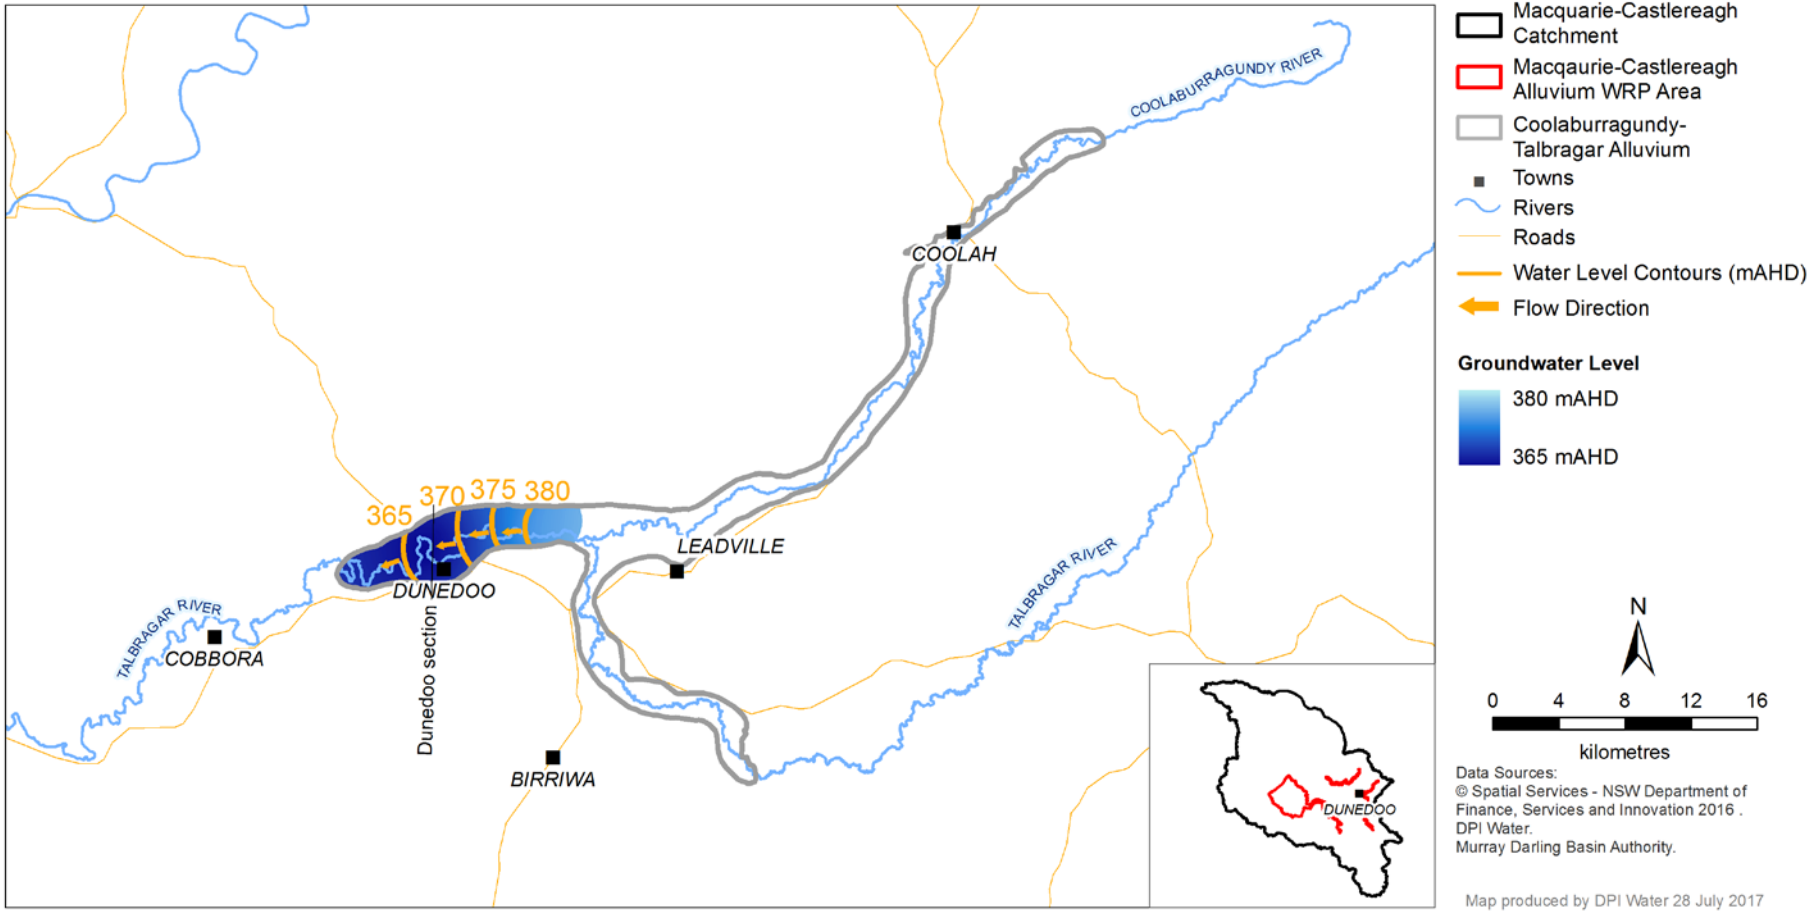 COOLABURRAGUNDY RIVER
COOLAH
365
370
375
380
LEADVILLE
DUNEDOO
TALBRAGAR RIVER
COBBORA
Dunedoo section
TALBRAGAR RIVER
BIRRIWA
DUNEDOO
Macquarie-Castlereagh
Catchment
Macqaurie-Castlereagh
Alluvium WRP Area
Coolaburragundy-
Talbragar Alluvium
Towns
Rivers
Roads
Water Level Contours (mAHD)
Flow Direction
Groundwater Level
380 mAHD
365 mAHD
N
0 4 8 12 16
kilometres
Data Sources:
© Spatial Services - NSW Department of
Finance, Services and Innovation 2016 .
DPI Water.
Murray Darling Basin Authority.
Map produced by DPI Water 28 July 2017